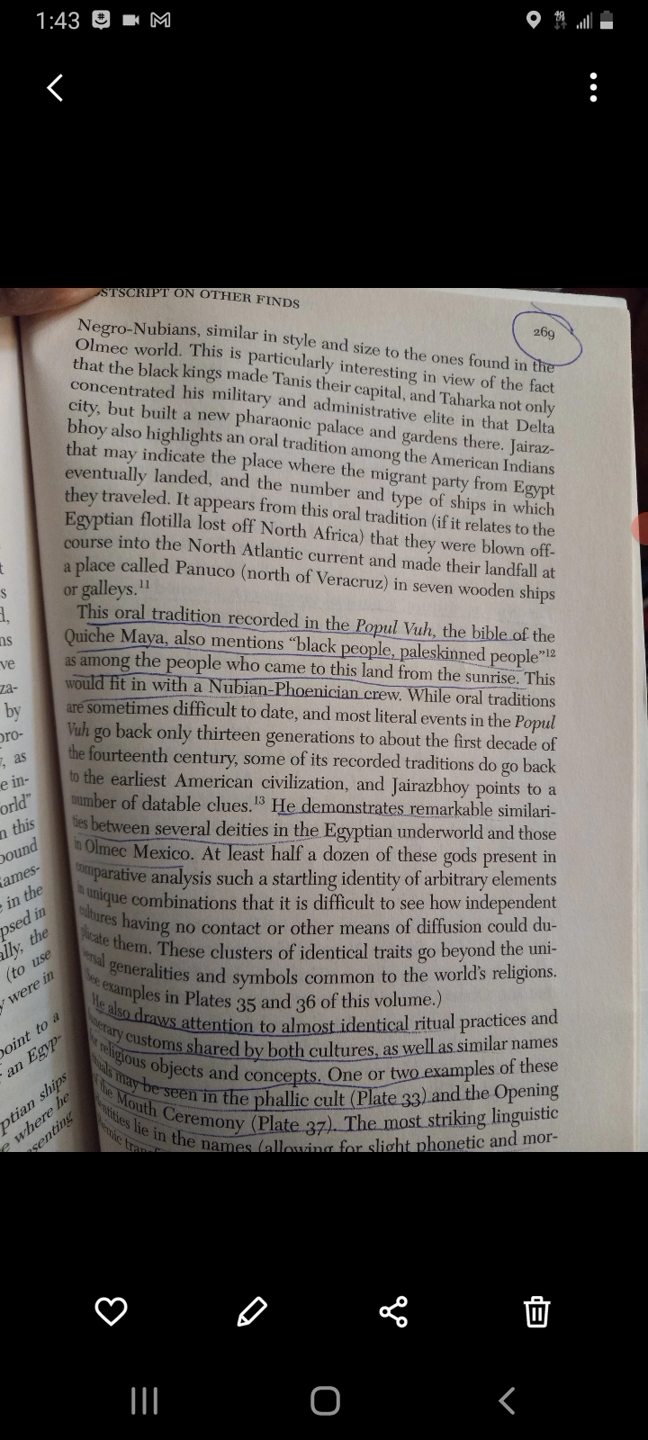 1:43
STSCRIPT ON OTHER FINDS
269
Negro-Nubians, similar in style and size to the ones found in the
Olmec world. This is particularly interesting in view of the fact
that the black kings made Tanis their capital, and Taharka not only
concentrated his military and administrative elite in that Delta
city, but built a new pharaonic palace and gardens there. Jairaz-
bhoy also highlights an oral tradition among the American Indians
that may indicate the place where the migrant party from Egypt
eventually landed, and the number and type of ships in which
they traveled. It appears from this oral tradition (if it relates to the
Egyptian flotilla lost off North Africa) that they were blown off-
course into the North Atlantic current and made their landfall at
a place called Panuco (north of Veracruz) in seven wooden ships
or galleys.11
This oral tradition recorded in the Popul Vuh, the bible of the
Quiche Maya, also mentions “black people, paleskinned people”12
as among the people who came to this land from the sunrise. This
would fit in with a Nubian-Phoenician crew. While oral traditions
are sometimes difficult to date, and most literal events in the Popul
Vuh go back only thirteen generations to about the first decade of
the fourteenth century, some of its recorded traditions do go back
to the earliest American civilization, and Jairazbhoy points to a
number of datable clues.13 He demonstrates remarkable similari-
ties between several deities in the Egyptian underworld and those
in Olmec Mexico. At least half a dozen of these gods present in
comparative analysis such a startling identity of arbitrary elements
in unique combinations that it is difficult to see how independent
cultures having no contact or other means of diffusion could du-
plicate them. These clusters of identical traits go beyond the uni-
versal generalities and symbols common to the world's religions.
See examples in Plates 35 and 36 of this volume.)
He also draws attention to almost identical ritual practices and
customs shared by both cultures, as well as similar names
religious objects and concepts. One or two examples of these
may be seen in the phallic cult (Plate 33) and the Opening
the Mouth Ceremony (Plate 37). The most striking linguistic
lie in the names (allowing for slight phonetic and mor-